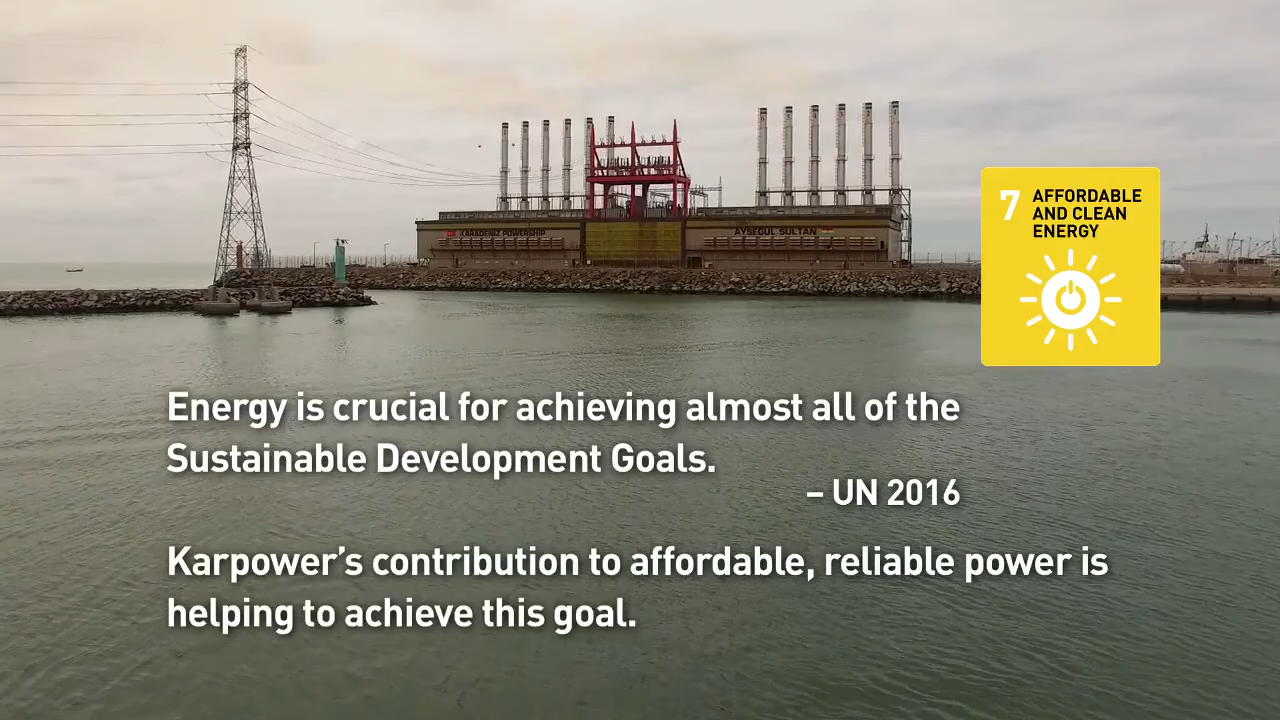 KARADENIZ POWERSHIP
AYSEGUL SULTAN
7 AFFORDABLE
AND CLEAN
ENERGY
Energy is crucial for achieving almost all of the
Sustainable Development Goals.
– UN 2016
Karpower’s contribution to affordable, reliable power is
helping to achieve this goal.